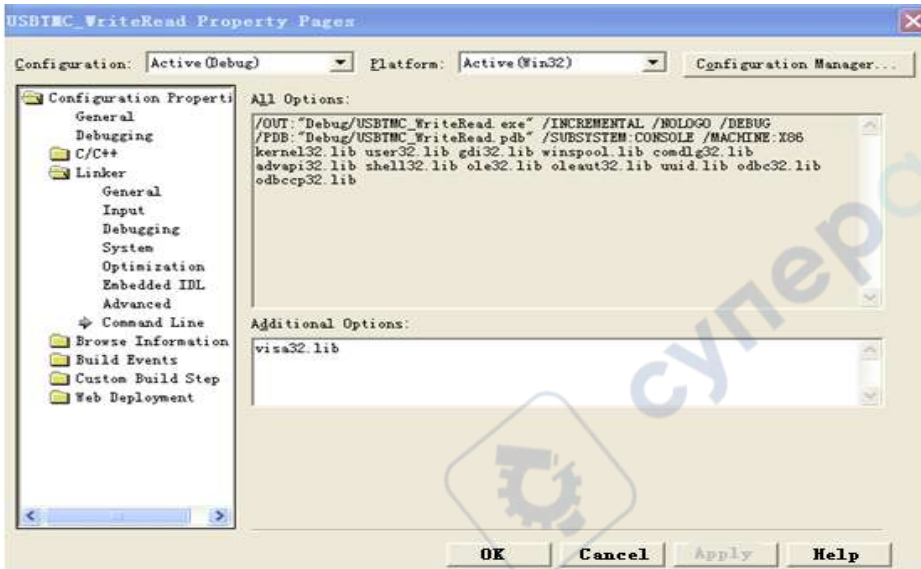 USBTMC_WriteRead Property Pages
Configuration: Active(Debug) Platform: Active(Win32) Configuration Manager...
Configuration Properti
General
Debugging
C/C++
Linker
General
Input
Debugging
System
Optimization
Embedded IDL
Advanced
Command Line
Browse Information
Build Events
Custom Build Step
Web Deployment
All Options:
/OUT:"Debug/USBTMC_WriteRead.exe" /INCREMENTAL /NOLOGO /DEBUG
/PDB:"Debug/USBTMC_WriteRead.pdb" /SUBSYSTEM:CONSOLE /MACHINE:X86
kernel32.lib user32.lib gdi32.lib winspool.lib comdlg32.lib
advapi32.lib shell32.lib ole32.lib oleaut32.lib uuid.lib odbc32.lib
odbccp32.lib
Additional Options:
visa32.lib
OK Cancel Apply Help